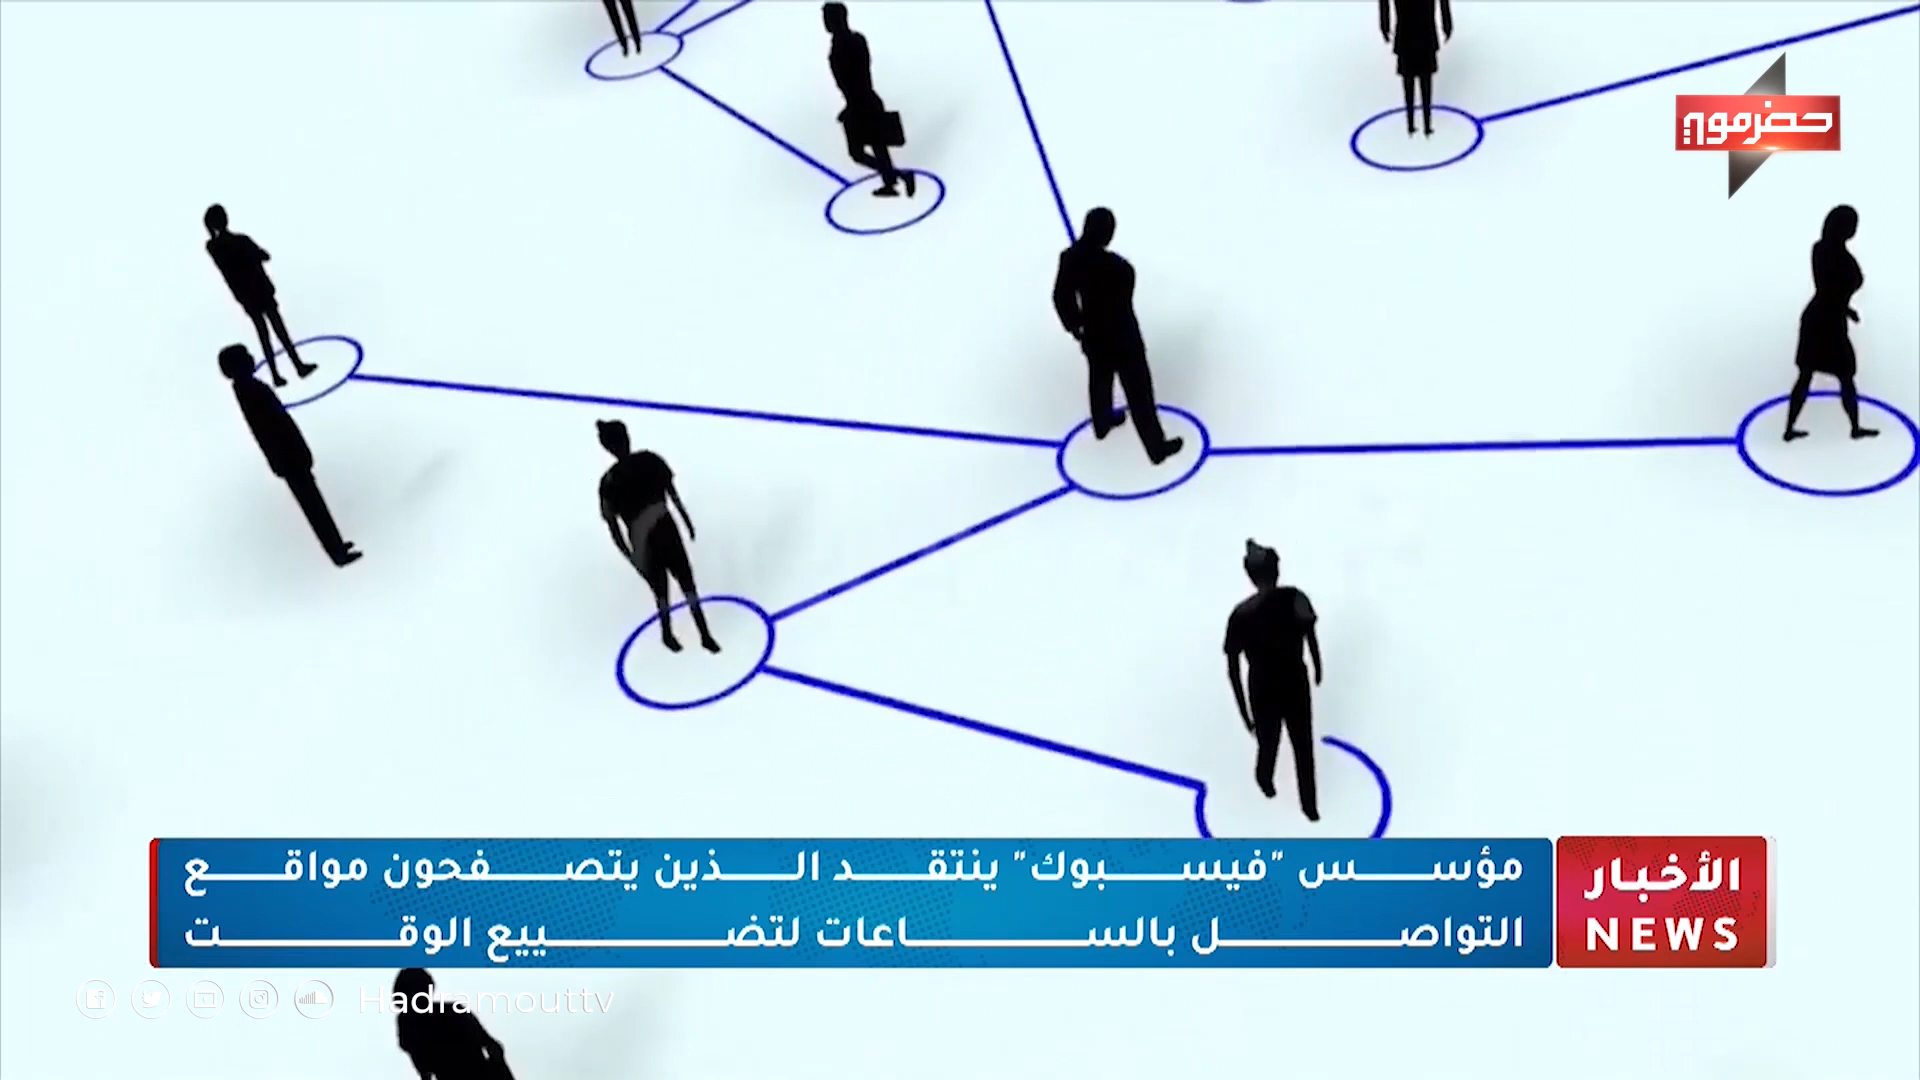 حضرموت
مؤسس "فيسبوك" ينتقد الذين يتصفحون مواقع
التواصل بالساعات لتضييع الوقت
الأخبار
NEWS
Hadramouttv